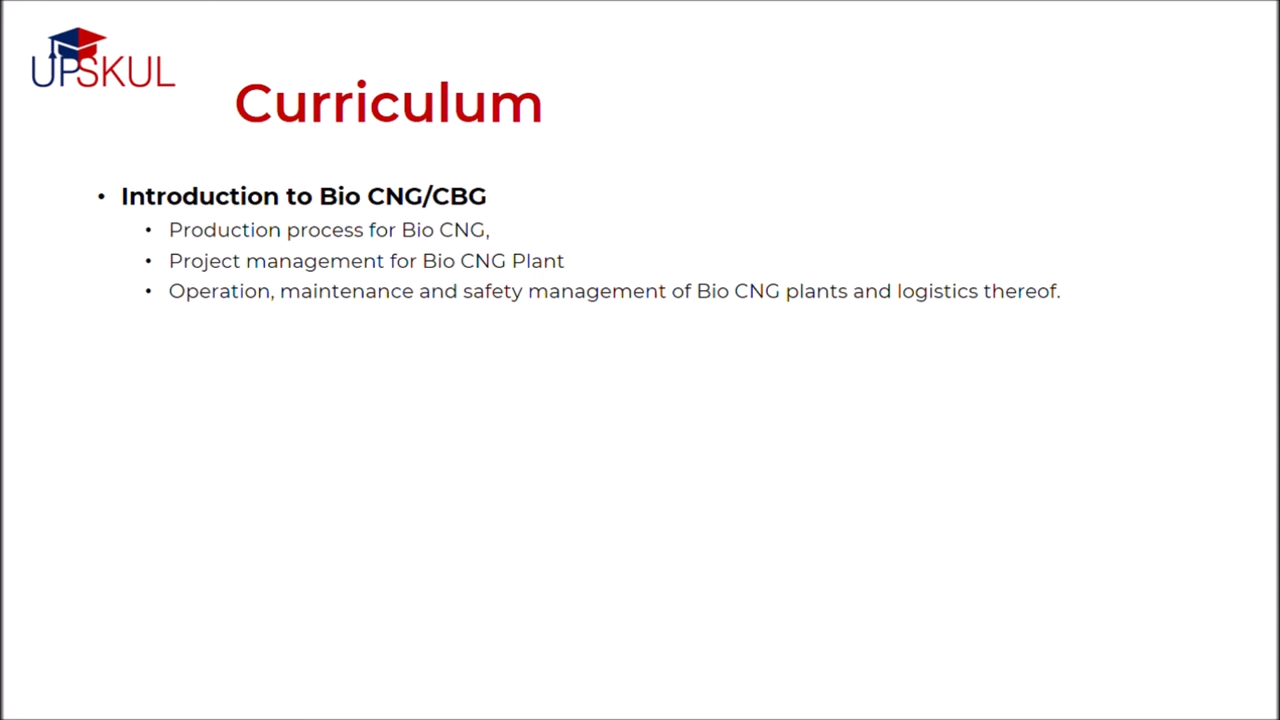 UPSKUL
Curriculum
• Introduction to Bio CNG/CBG
• Production process for Bio CNG,
• Project management for Bio CNG Plant
• Operation, maintenance and safety management of Bio CNG plants and logistics thereof.